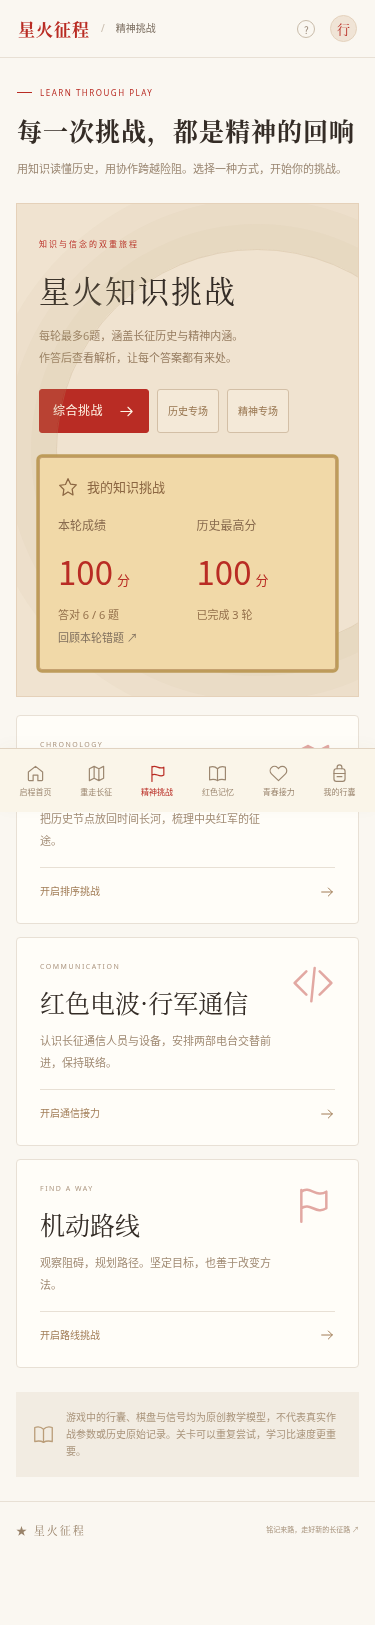 星火征程 / 精神挑战 ? 行
LEARN THROUGH PLAY
每一次挑战，都是精神的回响
用知识读懂历史，用协作跨越险阻。选择一种方式，开始你的挑战。
知识与信念的双重旅程
星火知识挑战
每轮最多6题，涵盖长征历史与精神内涵。
作答后查看解析，让每个答案都有来处。
综合挑战 → 历史专场 精神专场
我的知识挑战
本轮成绩 历史最高分
100 分 100 分
答对 6 / 6 题 已完成 3 轮
回顾本轮错题 ↗
CHRONOLOGY
启程首页 重走长征 精神挑战 红色记忆 青春接力 我的行囊
把历史节点放回时间长河，梳理中央红军的征
途。
开启排序挑战 →
COMMUNICATION
红色电波·行军通信
认识长征通信人员与设备，安排两部电台交替前
进，保持联络。
开启通信接力 →
FIND A WAY
机动路线
观察阻碍，规划路径。坚定目标，也善于改变方
法。
开启路线挑战 →
游戏中的行囊、棋盘与信号均为原创教学模型，不代表真实作
战参数或历史原始记录。关卡可以重复尝试，学习比速度更重
要。
★ 星火征程 铭记来路，走好新的长征路 ↗